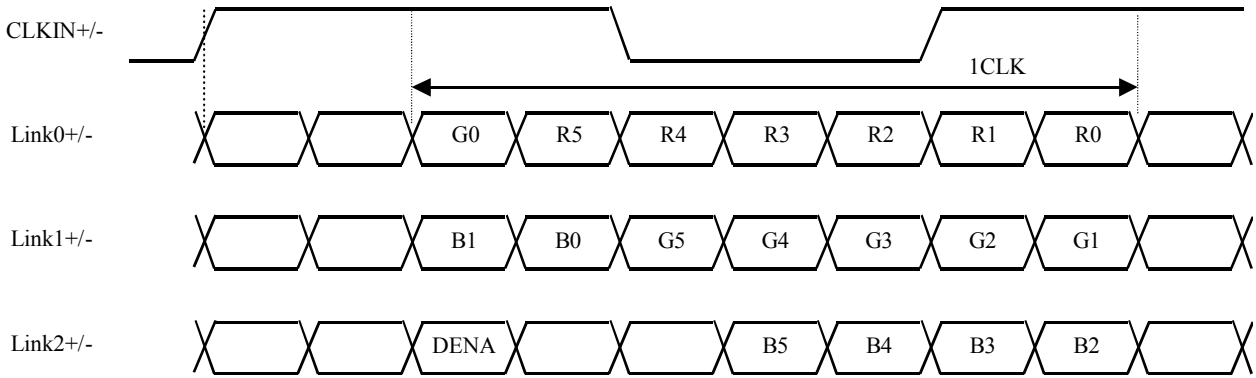 CLKIN+/-
1CLK
Link0+/- G0 R5 R4 R3 R2 R1 R0
Link1+/- B1 B0 G5 G4 G3 G2 G1
Link2+/- DENA B5 B4 B3 B2